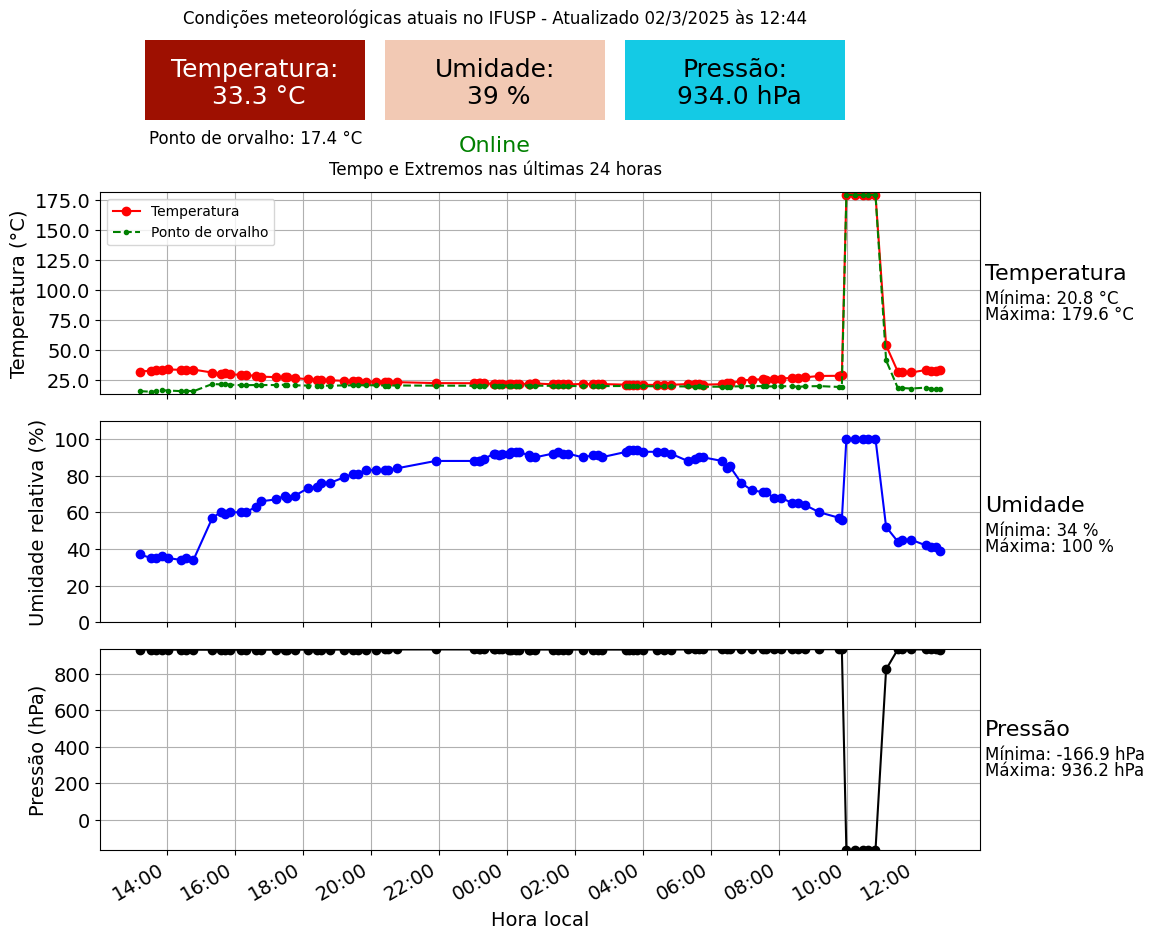 Condições meteorológicas atuais no IFUSP - Atualizado 02/3/2025 às 12:44
Temperatura:
33.3 °C
Umidade:
39 %
Pressão:
934.0 hPa
Ponto de orvalho: 17.4 °C
Online
Tempo e Extremos nas últimas 24 horas
Temperatura (°C)
175.0
150.0
125.0
100.0
75.0
50.0
25.0
Temperatura
Ponto de orvalho
Temperatura
Mínima: 20.8 °C
Máxima: 179.6 °C
Umidade relativa (%)
100
80
60
40
20
0
Umidade
Mínima: 34 %
Máxima: 100 %
Pressão (hPa)
800
600
400
200
0
Pressão
Mínima: -166.9 hPa
Máxima: 936.2 hPa
14:00
16:00
18:00
20:00
22:00
00:00
02:00
04:00
06:00
08:00
10:00
12:00
Hora local